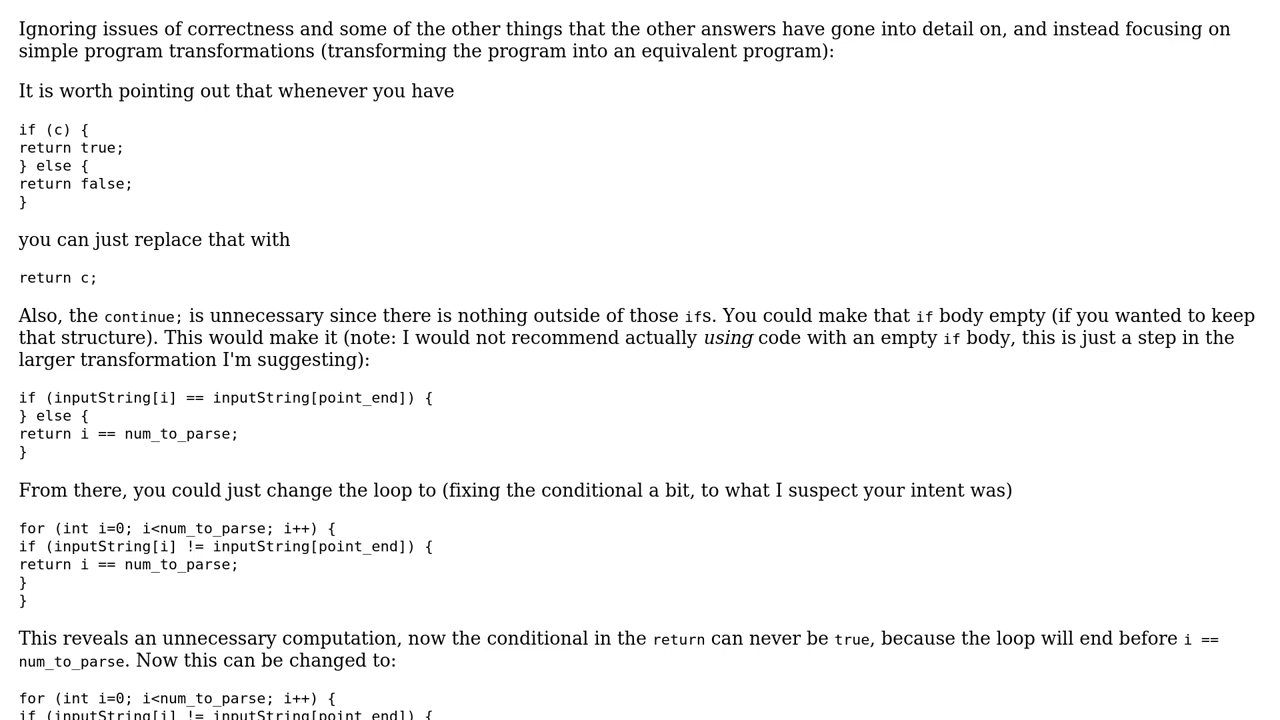 Ignoring issues of correctness and some of the other things that the other answers have gone into detail on, and instead focusing on
simple program transformations (transforming the program into an equivalent program):
It is worth pointing out that whenever you have
if (c) {
return true;
} else {
return false;
}
you can just replace that with
return c;
Also, the continue; is unnecessary since there is nothing outside of those ifs. You could make that if body empty (if you wanted to keep
that structure). This would make it (note: I would not recommend actually using code with an empty if body, this is just a step in the
larger transformation I'm suggesting):
if (inputString[i] == inputString[point_end]) {
} else {
return i == num_to_parse;
}
From there, you could just change the loop to (fixing the conditional a bit, to what I suspect your intent was)
for (int i=0; i<num_to_parse; i++) {
if (inputString[i] != inputString[point_end]) {
return i == num_to_parse;
}
}
This reveals an unnecessary computation, now the conditional in the return can never be true, because the loop will end before i ==
num_to_parse. Now this can be changed to:
for (int i=0; i<num_to_parse; i++) {
if (inputString[i] != inputString[point_end]) {